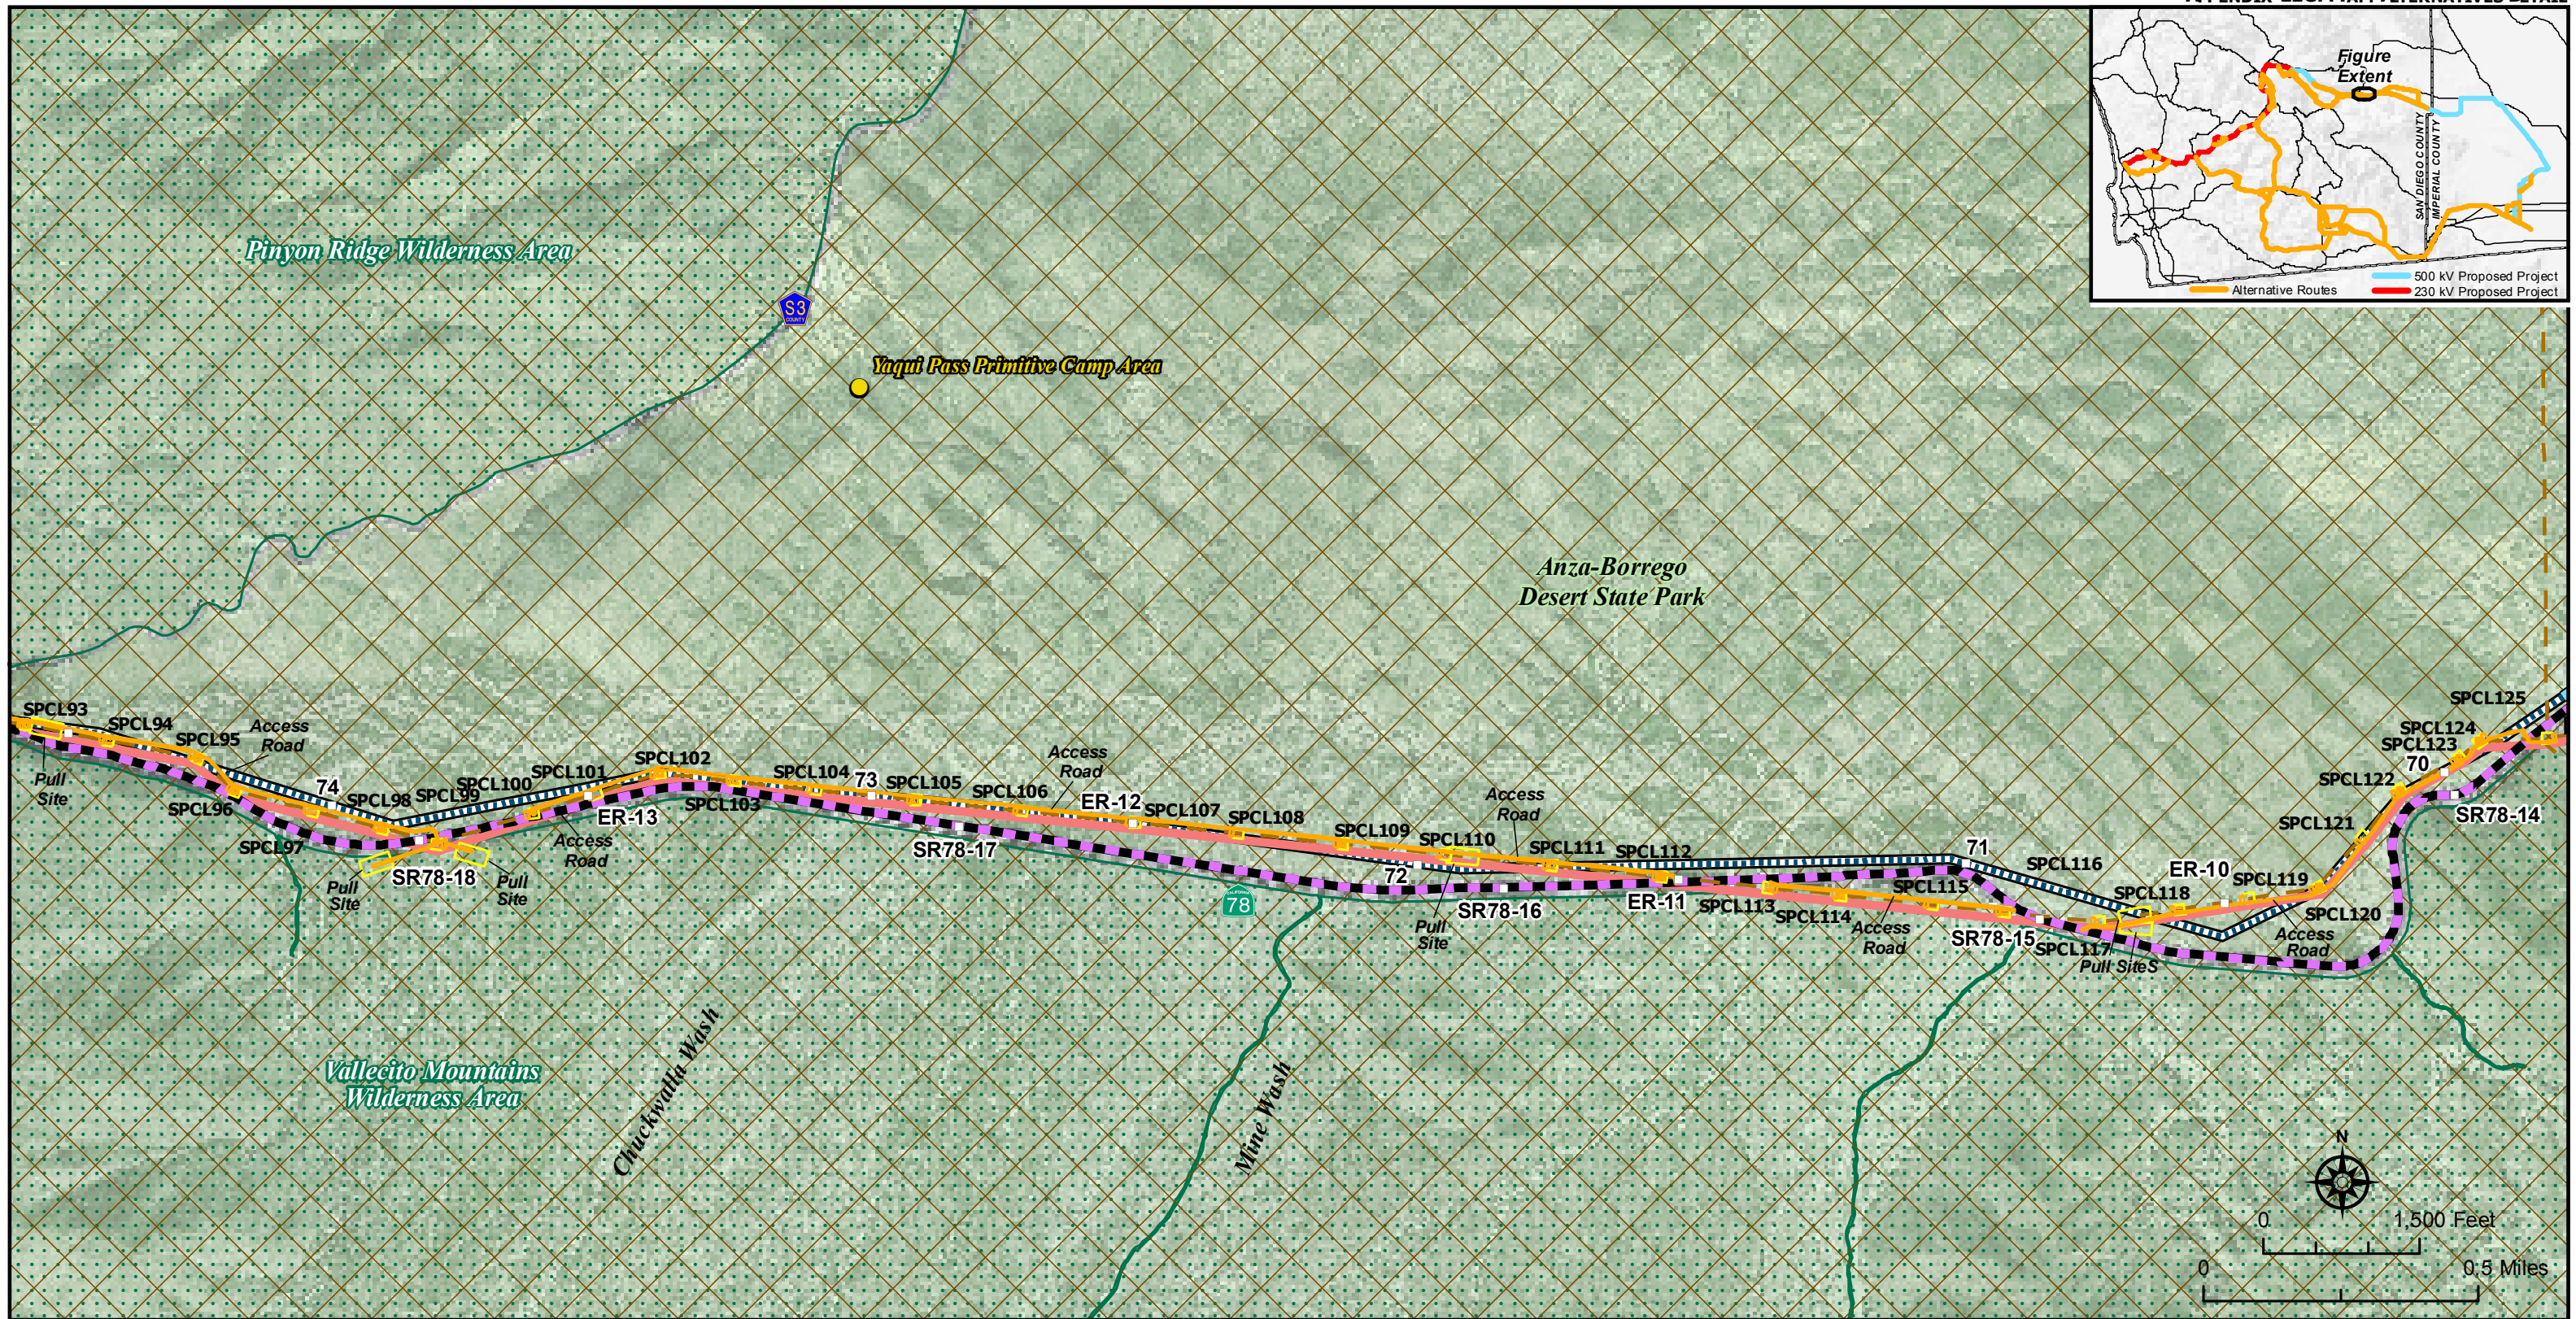 Figure
Extent
SAN DIEGO COUNTY
IMPERIAL COUNTY
500 kV Proposed Project
Alternative Routes
230 kV Proposed Project
Pinyon Ridge Wilderness Area
S3
COUNTY
Yaqui Pass Primitive Camp Area
Anza-Borrego
Desert State Park
SPCL93
SPCL94
SPCL95
Access
Road
Pull
Site
SPCL96
SPCL97
74
SPCL98
SPCL99
SPCL100
SPCL101
SPCL102
ER-13
Access
Road
SR78-18
Pull
Site
Pull
Site
SPCL103
SPCL104
73
SPCL105
SPCL106
Access
Road
ER-12
SPCL107
SPCL108
SR78-17
SPCL109
72
SPCL110
Access
Road
SPCL111
SPCL112
Pull
Site
SR78-16
ER-11
SPCL113
SPCL114
SPCL115
Access
Road
71
SPCL116
SR78-15
SPCL117
SPCL118
Pull SiteS
ER-10
SPCL119
SPCL120
Access
Road
SPCL121
SPCL122
70
SPCL123
SPCL124
SPCL125
SR78-14
CALIFORNIA
78
Vallecito Mountains
Wilderness Area
Chuckwalla Wash
Mine Wash
N
0 1,500 Feet
0 0.5 Miles